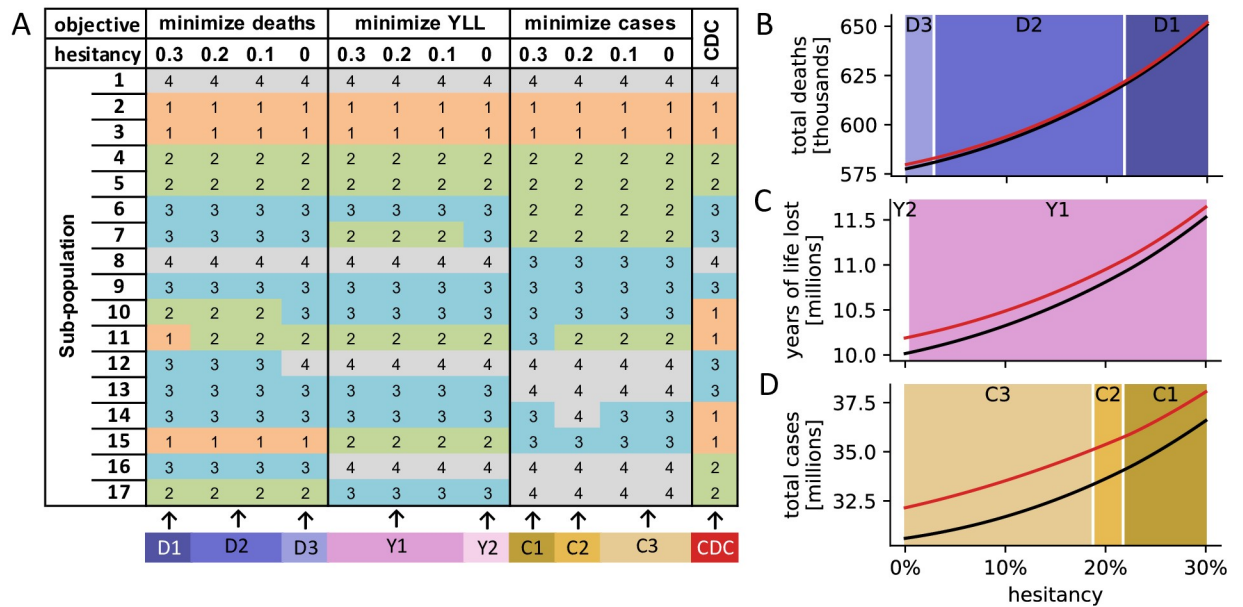 A
objective minimize deaths minimize YLL minimize cases CDC
hesitancy 0.3 0.2 0.1 0 0.3 0.2 0.1 0 0.3 0.2 0.1 0
Sub-population
1 4 4 4 4 4 4 4 4 4 4 4 4 4
2 1 1 1 1 1 1 1 1 1 1 1 1 1
3 1 1 1 1 1 1 1 1 1 1 1 1 1
4 2 2 2 2 2 2 2 2 2 2 2 2 2
5 2 2 2 2 2 2 2 2 2 2 2 2 2
6 3 3 3 3 3 3 3 3 2 2 2 2 3
7 3 3 3 3 2 2 2 3 2 2 2 2 3
8 4 4 4 4 4 4 4 4 3 3 3 3 4
9 3 3 3 3 3 3 3 3 3 3 3 3 3
10 2 2 2 3 3 3 3 3 3 3 3 3 1
11 1 2 2 2 2 2 2 2 3 2 2 2 1
12 3 3 3 4 4 4 4 4 4 4 4 4 3
13 3 3 3 3 3 3 3 3 4 4 4 4 3
14 3 3 3 3 3 3 3 3 3 4 3 3 1
15 1 1 1 1 2 2 2 2 3 3 3 3 1
16 3 3 3 3 4 4 4 4 4 4 4 4 2
17 2 2 2 2 3 3 3 3 4 4 4 4 2
D1 D2 D3 Y1 Y2 C1 C2 C3 CDC
B
total deaths
[thousands]
650
625
600
575
D3 D2 D1
C
years of life lost
[millions]
11.5
11.0
10.5
10.0
Y2 Y1
D
total cases
[millions]
37.5
35.0
32.5
C3 C2 C1
0% 10% 20% 30%
hesitancy